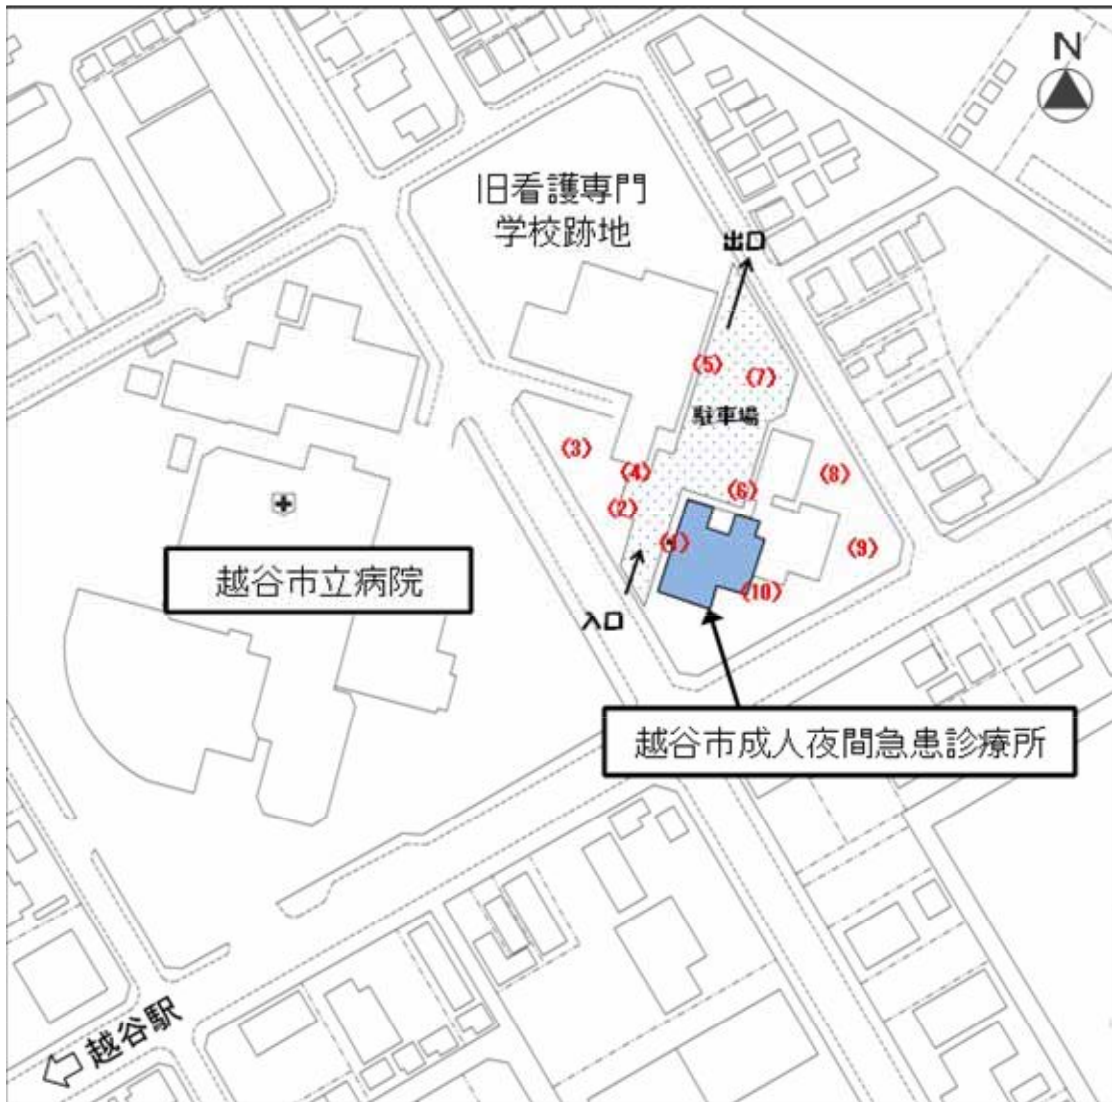 N
旧看護専門
学校跡地
出口
(5)
(7)
駐車場
(3)
(4)
(6)
(8)
(2)
(1)
(9)
越谷市立病院
(10)
入口
越谷市成人夜間急患診療所
越谷駅